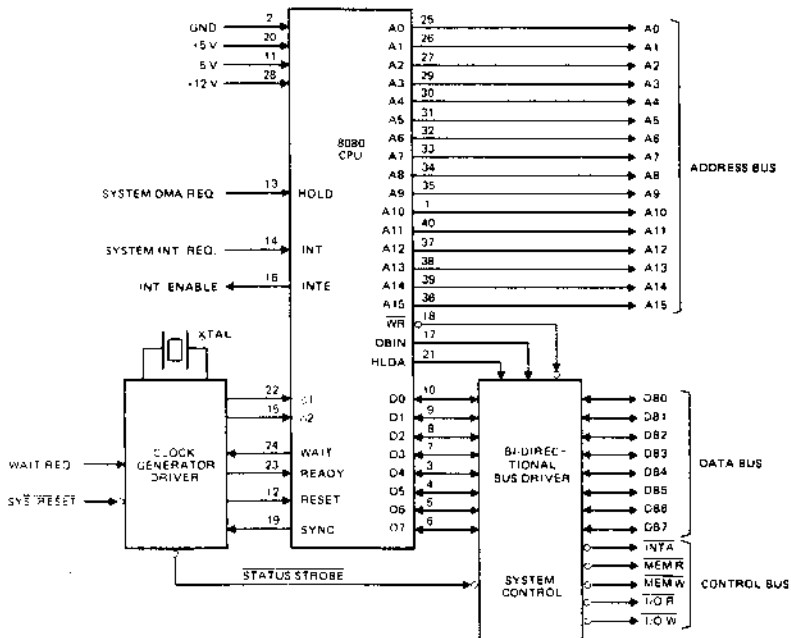 GND 2
+5 V 20
5 V 11
+12 V 28
8080
CPU
A0 25 A0
A1 26 A1
A2 27 A2
A3 29 A3
A4 30 A4
A5 31 A5
A6 32 A6
A7 33 A7
A8 34 A8
A9 35 A9
A10 1 A10
A11 40 A11
A12 37 A12
A13 38 A13
A14 39 A14
A15 36 A15
ADDRESS BUS
SYSTEM DMA REQ 13 HOLD
SYSTEM INT REQ. 14 INT
INT ENABLE 16 INTE
WR 18
DBIN 17
HLDA 21
XTAL
CLOCK
GENERATOR
DRIVER
22 φ1
15 φ2
24 WAIT
23 READY
12 RESET
19 SYNC
WAIT REQ
SYS RESET
D0 10
D1 9
D2 8
D3 7
D4 3
D5 4
D6 5
D7 6
BI-DIREC-
TIONAL
BUS DRIVER
DB0
DB1
DB2
DB3
DB4
DB5
DB6
DB7
DATA BUS
STATUS STROBE
SYSTEM
CONTROL
INTA
MEM R
MEM W
I/O R
I/O W
CONTROL BUS